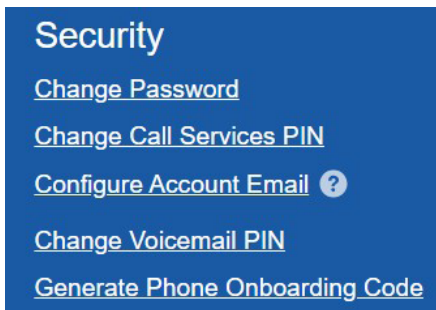 Security
Change Password
Change Call Services PIN
Configure Account Email ?
Change Voicemail PIN
Generate Phone Onboarding Code